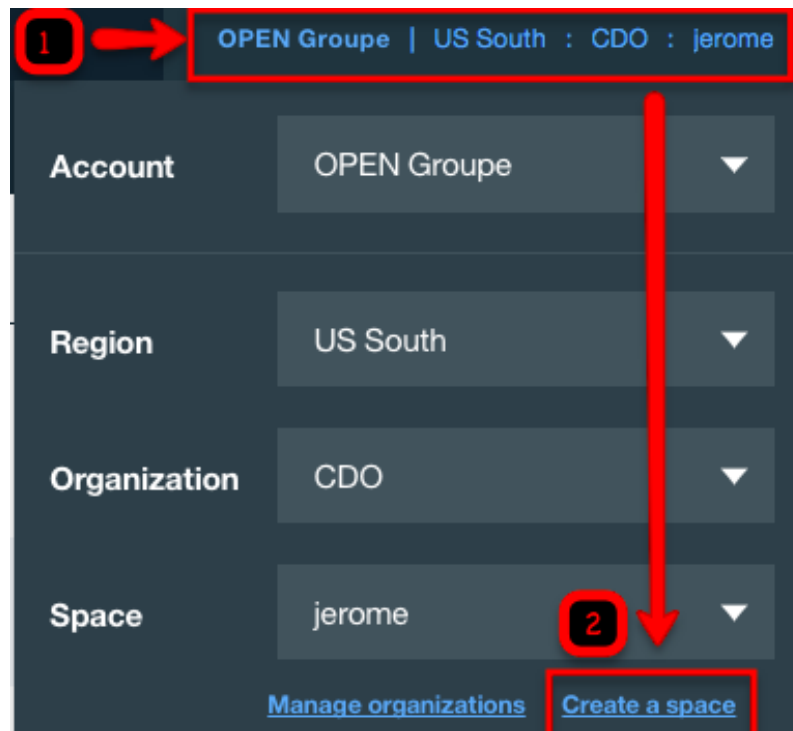 1 OPEN Groupe | US South : CDO : jerome
Account OPEN Groupe
Region US South
Organization CDO
Space jerome
2
Manage organizations Create a space